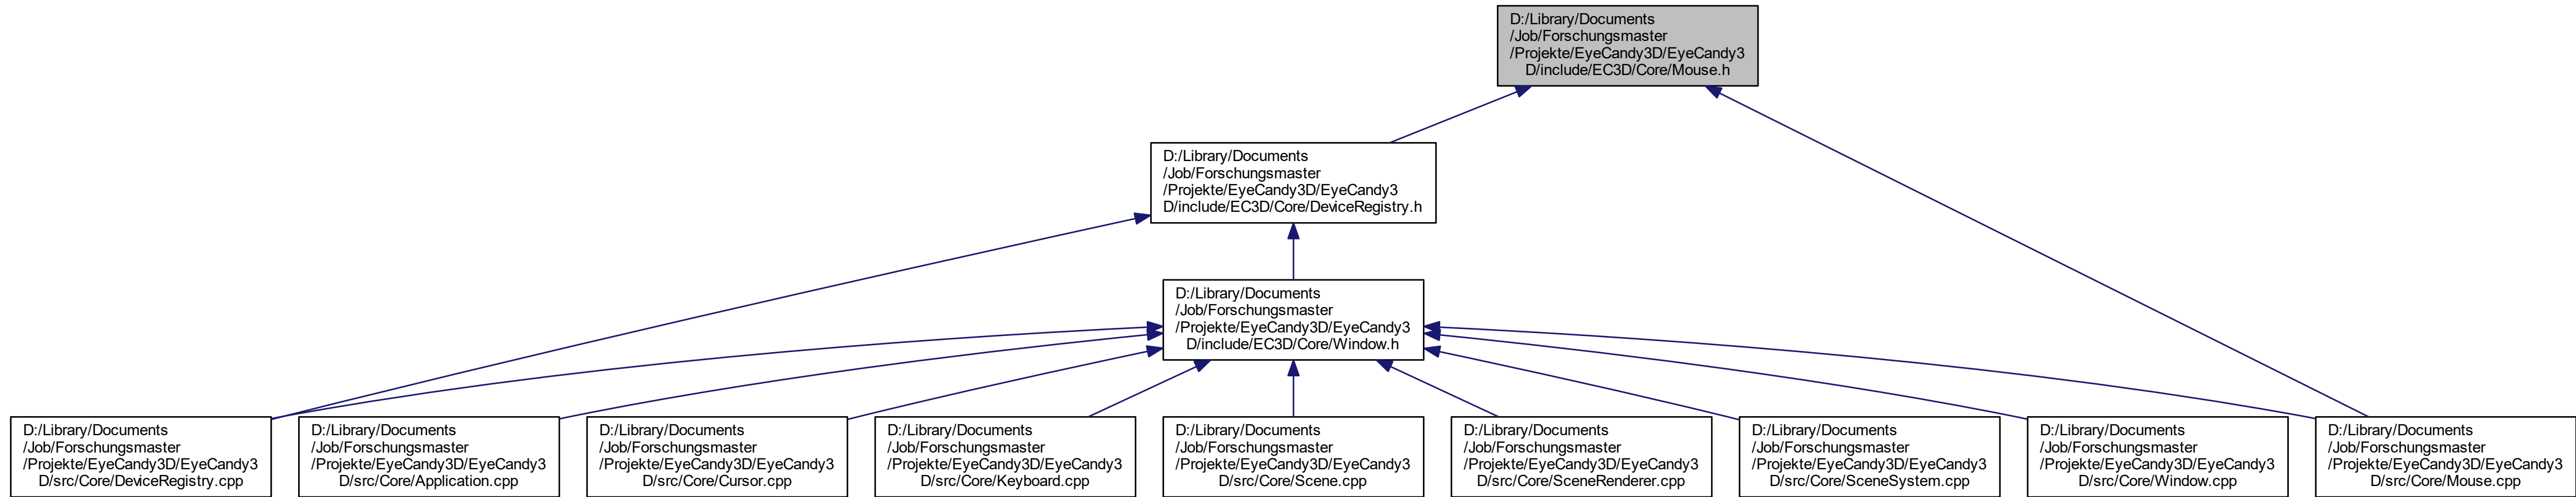 D:/Library/Documents
/Job/Forschungsmaster
/Projekte/EyeCandy3D/EyeCandy3
D/include/EC3D/Core/Mouse.h
D:/Library/Documents
/Job/Forschungsmaster
/Projekte/EyeCandy3D/EyeCandy3
D/include/EC3D/Core/DeviceRegistry.h
D:/Library/Documents
/Job/Forschungsmaster
/Projekte/EyeCandy3D/EyeCandy3
D/include/EC3D/Core/Window.h
D:/Library/Documents
/Job/Forschungsmaster
/Projekte/EyeCandy3D/EyeCandy3
D/src/Core/DeviceRegistry.cpp
D:/Library/Documents
/Job/Forschungsmaster
/Projekte/EyeCandy3D/EyeCandy3
D/src/Core/Application.cpp
D:/Library/Documents
/Job/Forschungsmaster
/Projekte/EyeCandy3D/EyeCandy3
D/src/Core/Cursor.cpp
D:/Library/Documents
/Job/Forschungsmaster
/Projekte/EyeCandy3D/EyeCandy3
D/src/Core/Keyboard.cpp
D:/Library/Documents
/Job/Forschungsmaster
/Projekte/EyeCandy3D/EyeCandy3
D/src/Core/Scene.cpp
D:/Library/Documents
/Job/Forschungsmaster
/Projekte/EyeCandy3D/EyeCandy3
D/src/Core/SceneRenderer.cpp
D:/Library/Documents
/Job/Forschungsmaster
/Projekte/EyeCandy3D/EyeCandy3
D/src/Core/SceneSystem.cpp
D:/Library/Documents
/Job/Forschungsmaster
/Projekte/EyeCandy3D/EyeCandy3
D/src/Core/Window.cpp
D:/Library/Documents
/Job/Forschungsmaster
/Projekte/EyeCandy3D/EyeCandy3
D/src/Core/Mouse.cpp